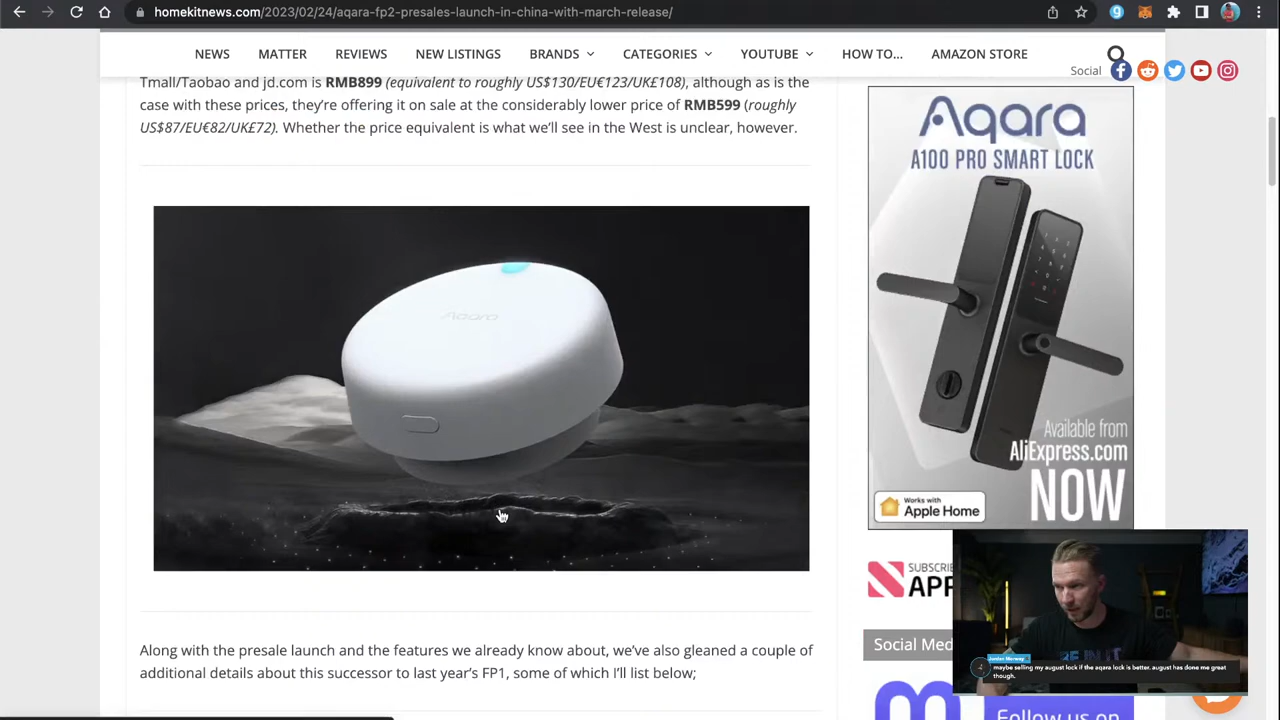 homekitnews.com/2023/02/24/aqara-fp2-presales-launch-in-china-with-march-release/
NEWS MATTER REVIEWS NEW LISTINGS BRANDS CATEGORIES YOUTUBE HOW TO... AMAZON STORE
Social
Tmall/Taobao and jd.com is RMB899 (equivalent to roughly US$130/EU€123/UK£108), although as is the
case with these prices, they're offering it on sale at the considerably lower price of RMB599 (roughly
US$87/EU€82/UK£72). Whether the price equivalent is what we'll see in the West is unclear, however.
Aqara
A100 PRO SMART LOCK
Available from
AliExpress.com
NOW
Works with
Apple Home
Aqara
SUBSCRIBE
APP
Along with the presale launch and the features we already know about, we've also gleaned a couple of
additional details about this successor to last year's FP1, some of which I'll list below;
Social Med
Jordan Merway
maybe selling my august lock if the aqara lock is better. august has done me great
though.
Follow us on